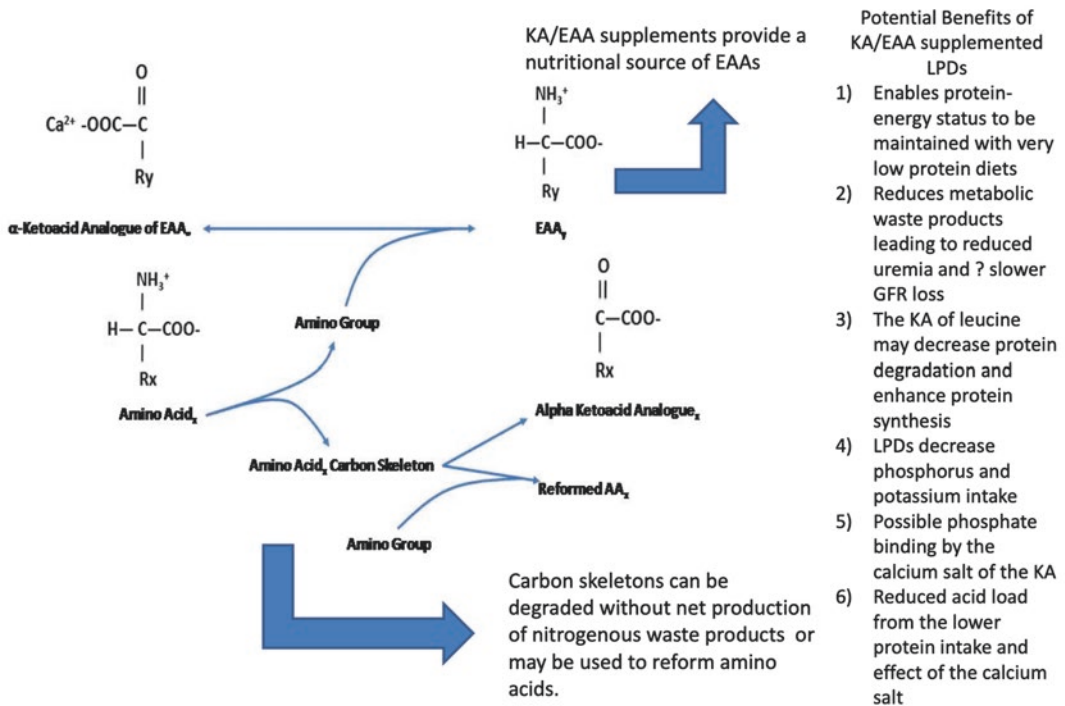 KA/EAA supplements provide a
nutritional source of EAAs
O
||
Ca²⁺ -OOC—C
|
Ry
α-Ketoacid Analogue of EAAᵧ
NH₃⁺
|
H—C—COO-
|
Ry
EAAᵧ
NH₃⁺
|
H— C—COO-
|
Rx
Amino Acidₓ
Amino Group
O
||
C—COO-
|
Rx
Alpha Ketoacid Analogueₓ
Amino Acidₓ Carbon Skeleton
Reformed AAₓ
Amino Group
Carbon skeletons can be
degraded without net production
of nitrogenous waste products or
may be used to reform amino
acids.
Potential Benefits of
KA/EAA supplemented
LPDs
1) Enables protein-
energy status to be
maintained with very
low protein diets
2) Reduces metabolic
waste products
leading to reduced
uremia and ? slower
GFR loss
3) The KA of leucine
may decrease protein
degradation and
enhance protein
synthesis
4) LPDs decrease
phosphorus and
potassium intake
5) Possible phosphate
binding by the
calcium salt of the KA
6) Reduced acid load
from the lower
protein intake and
effect of the calcium
salt